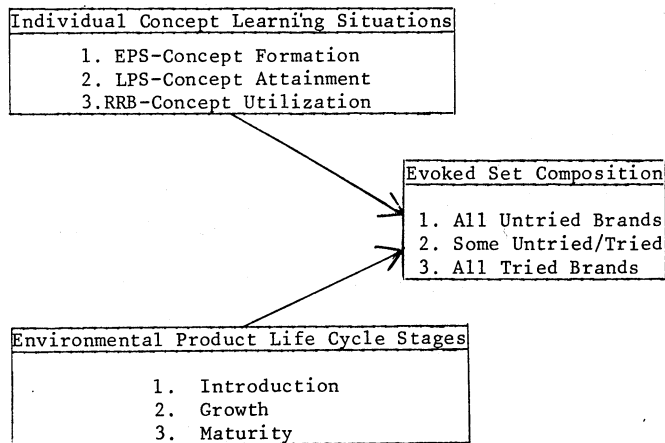 Individual Concept Learning Situations
1. EPS-Concept Formation
2. LPS-Concept Attainment
3.RRB-Concept Utilization
Evoked Set Composition
1. All Untried Brands
2. Some Untried/Tried
3. All Tried Brands
Environmental Product Life Cycle Stages
1. Introduction
2. Growth
3. Maturity